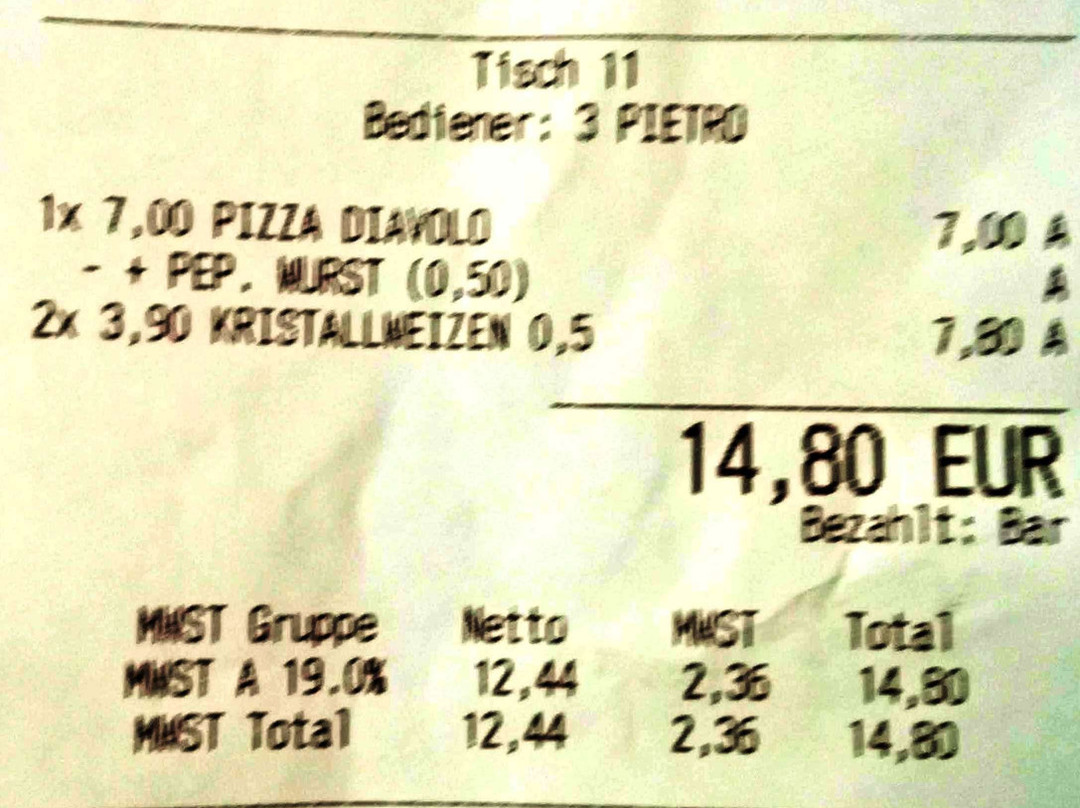 Tisch 11
Bediener: 3 PIETRO
1x 7,00 PIZZA DIAVOLO 7,00 A
- + PEP. WURST (0,50) A
2x 3,90 KRISTALLWEIZEN 0,5 7,80 A
14,80 EUR
Bezahlt: Bar
MWST Gruppe Netto MWST Total
MWST A 19.0% 12,44 2,36 14,80
MWST Total 12,44 2,36 14,80